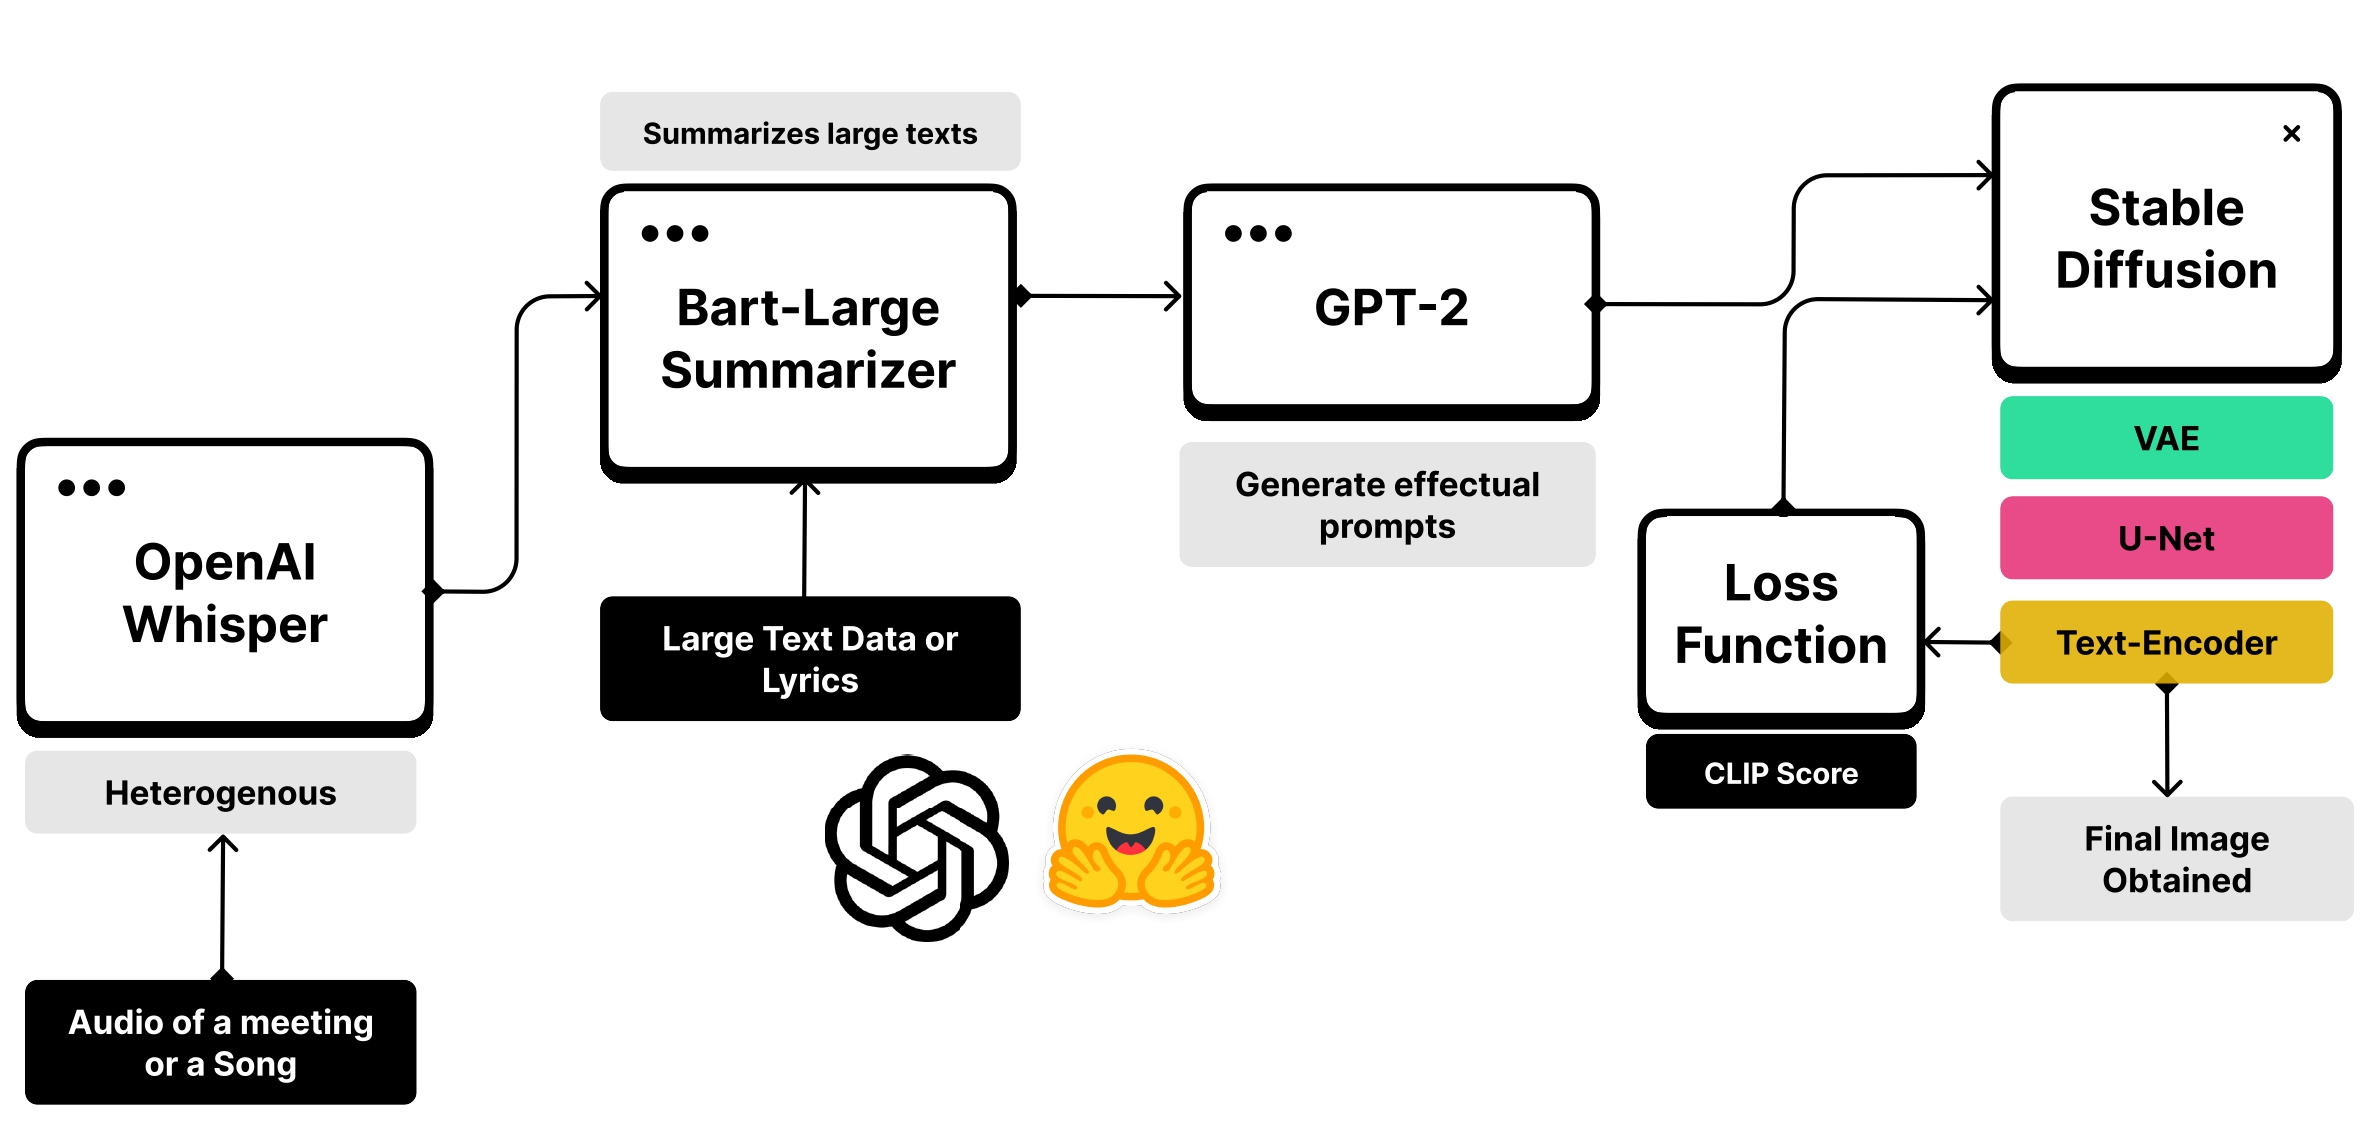 Summarizes large texts
Bart-Large
Summarizer
GPT-2
Stable
Diffusion
Generate effectual
prompts
OpenAI
Whisper
Large Text Data or
Lyrics
Loss
Function
CLIP Score
VAE
U-Net
Text-Encoder
Final Image
Obtained
Heterogenous
Audio of a meeting
or a Song